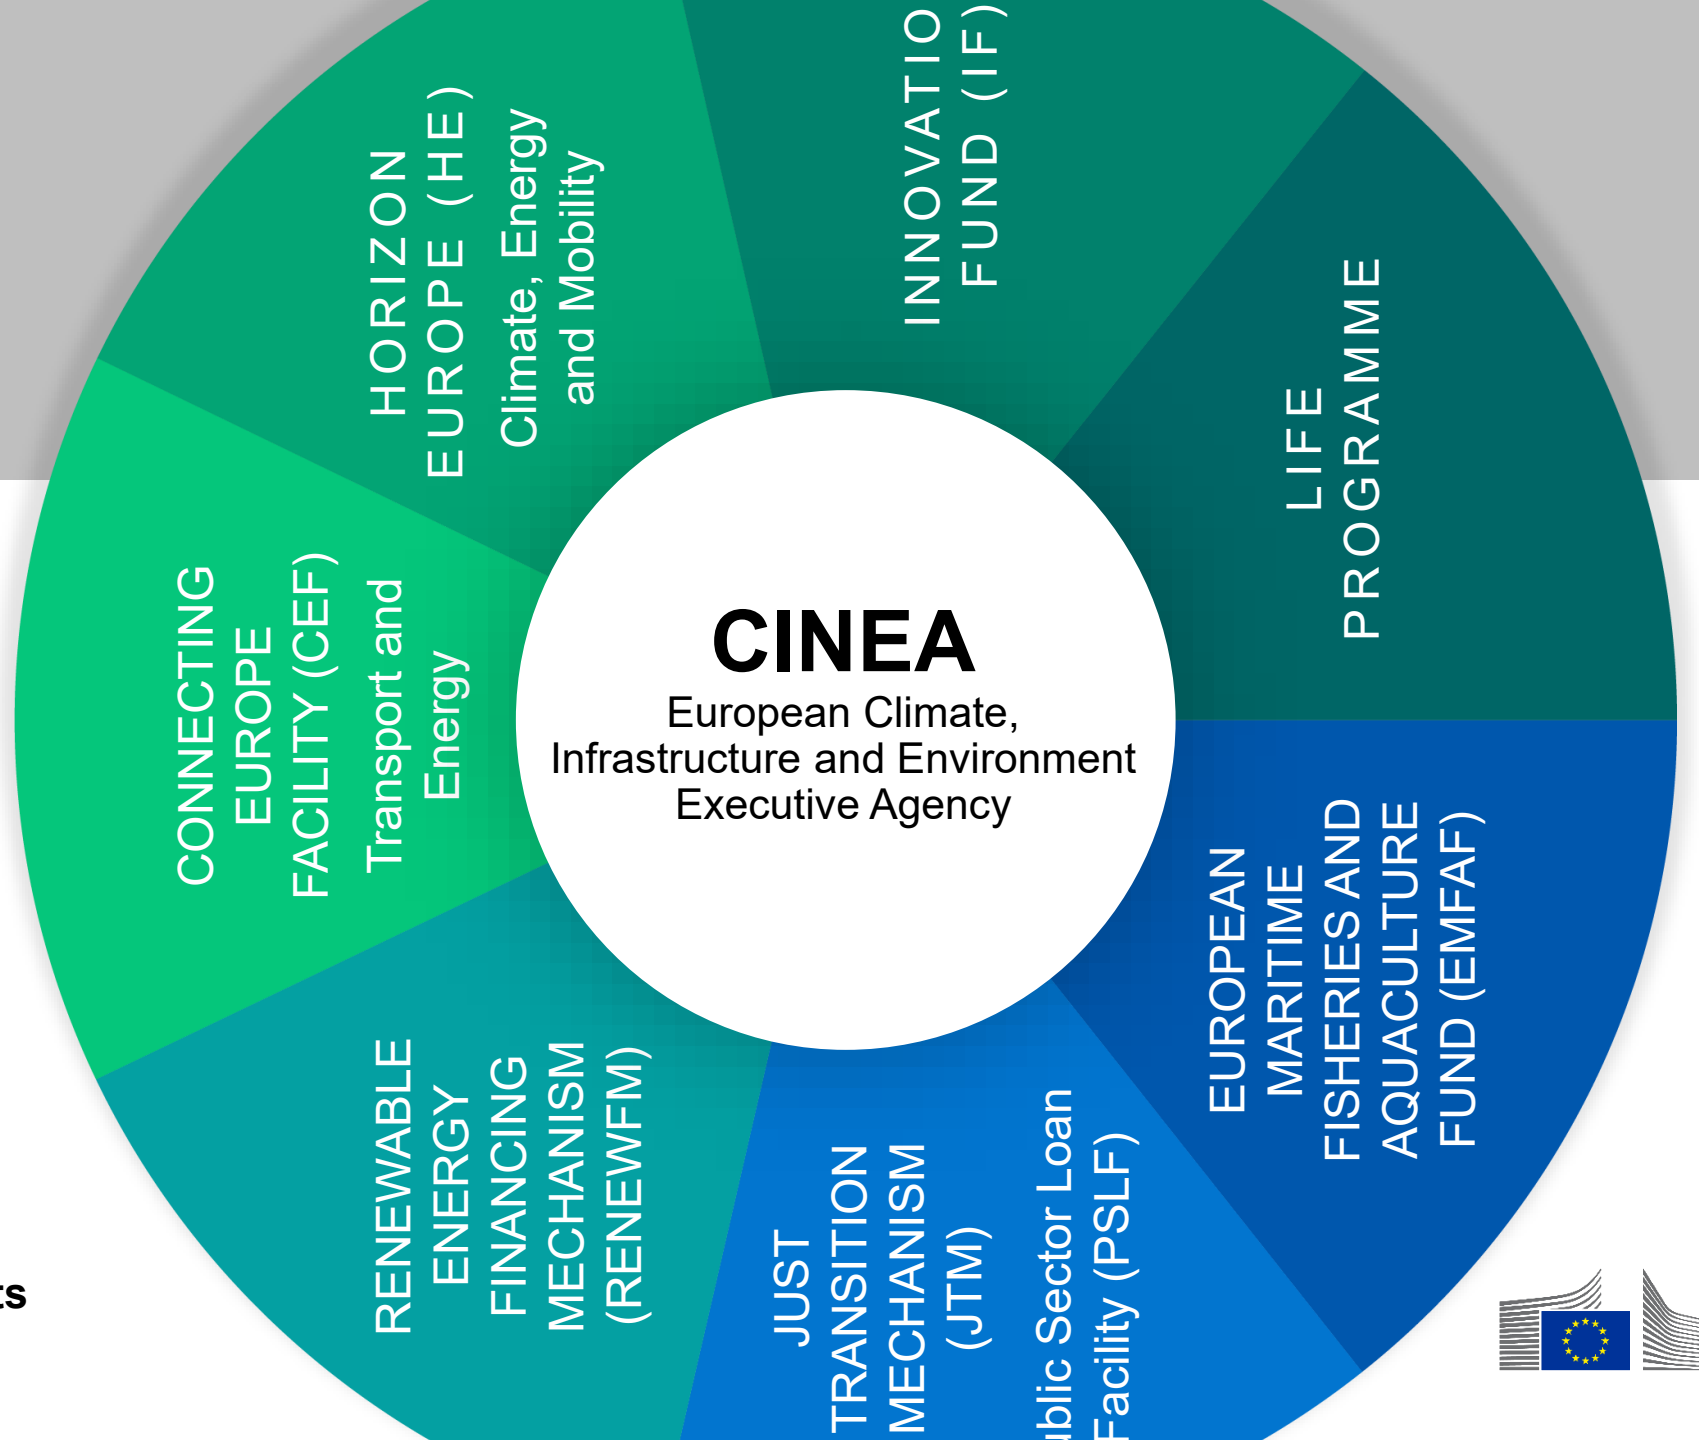 HORIZON
EUROPE (HE)
Climate, Energy
and Mobility
INNOVATIO
FUND (IF)
LIFE
PROGRAMME
CONNECTING
EUROPE
FACILITY (CEF)
Transport and
Energy
CINEA
European Climate,
Infrastructure and Environment
Executive Agency
EUROPEAN
MARITIME
FISHERIES AND
AQUACULTURE
FUND (EMFAF)
RENEWABLE
ENERGY
FINANCING
MECHANISM
(RENEWFM)
JUST
TRANSITION
MECHANISM
(JTM)
ublic Sector Loan
Facility (PSLF)
ts